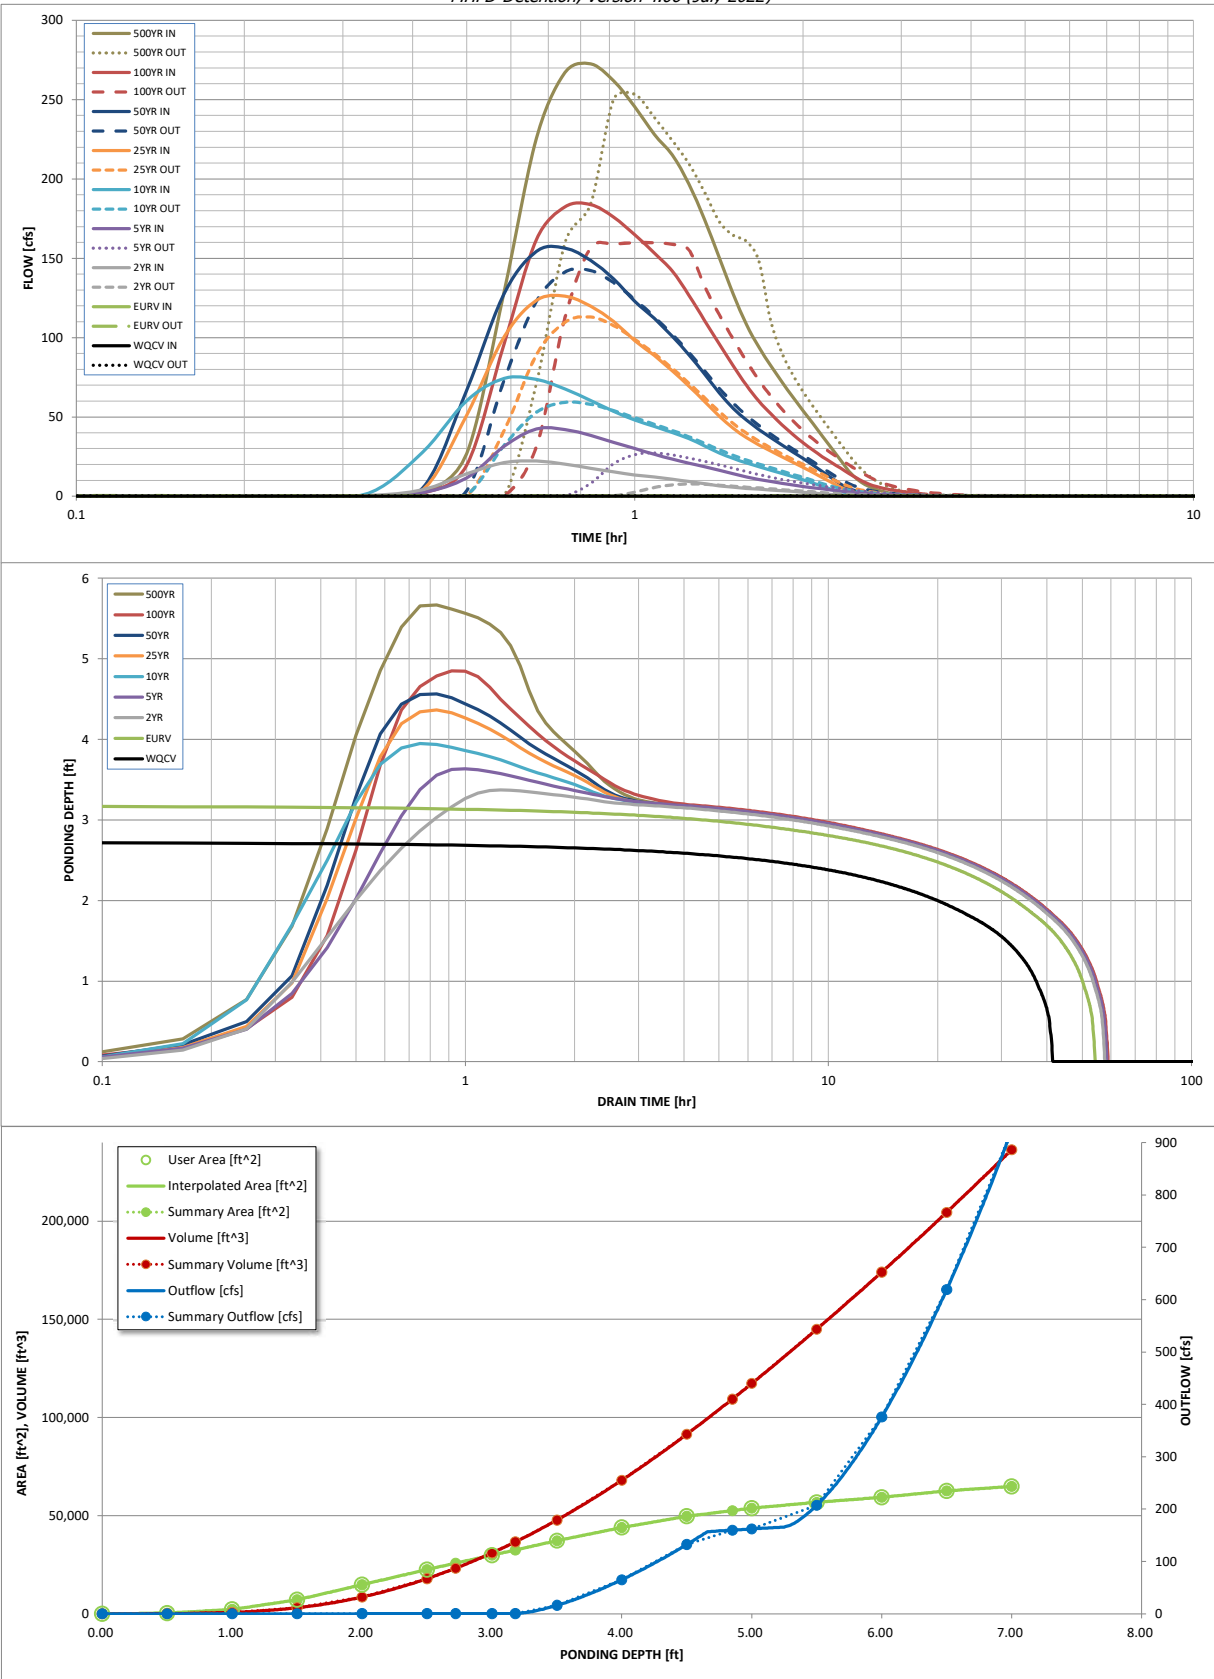 MHFD-Detention, Version 4.06 (July 2022)
300
250
200
150
100
50
0
FLOW [cfs]
500YR IN
500YR OUT
100YR IN
100YR OUT
50YR IN
50YR OUT
25YR IN
25YR OUT
10YR IN
10YR OUT
5YR IN
5YR OUT
2YR IN
2YR OUT
EURV IN
EURV OUT
WQCV IN
WQCV OUT
0.1 1 10
TIME [hr]
6
5
4
3
2
1
0
PONDING DEPTH [ft]
500YR
100YR
50YR
25YR
10YR
5YR
2YR
EURV
WQCV
0.1 1 10 100
DRAIN TIME [hr]
200,000
150,000
100,000
50,000
0
AREA [ft^2], VOLUME [ft^3]
User Area [ft^2]
Interpolated Area [ft^2]
Summary Area [ft^2]
Volume [ft^3]
Summary Volume [ft^3]
Outflow [cfs]
Summary Outflow [cfs]
900
800
700
600
500
400
300
200
100
0
OUTFLOW [cfs]
0.00 1.00 2.00 3.00 4.00 5.00 6.00 7.00 8.00
PONDING DEPTH [ft]